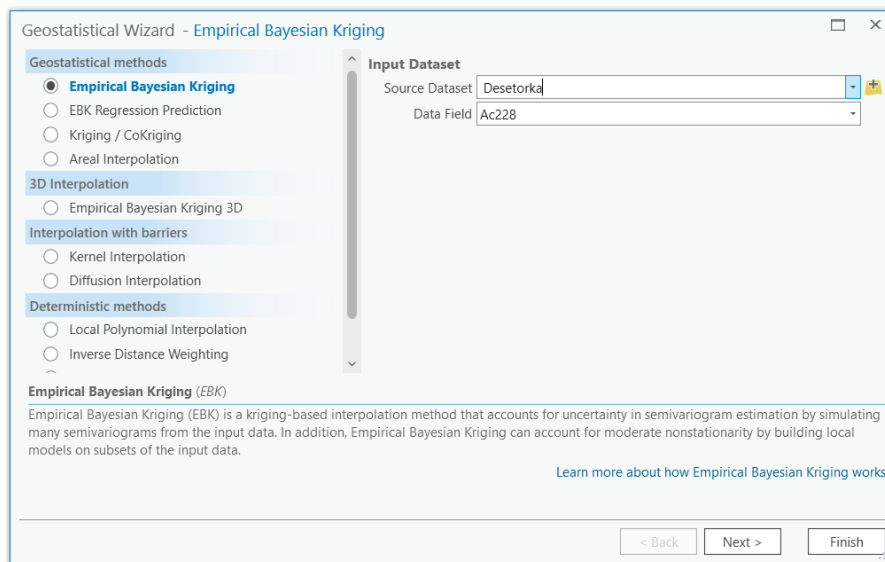 Geostatistical Wizard - Empirical Bayesian Kriging
Geostatistical methods
Empirical Bayesian Kriging
EBK Regression Prediction
Kriging / CoKriging
Areal Interpolation
3D Interpolation
Empirical Bayesian Kriging 3D
Interpolation with barriers
Kernel Interpolation
Diffusion Interpolation
Deterministic methods
Local Polynomial Interpolation
Inverse Distance Weighting
Input Dataset
Source Dataset Desetorka
Data Field Ac228
Empirical Bayesian Kriging (EBK)
Empirical Bayesian Kriging (EBK) is a kriging-based interpolation method that accounts for uncertainty in semivariogram estimation by simulating
many semivariograms from the input data. In addition, Empirical Bayesian Kriging can account for moderate nonstationarity by building local
models on subsets of the input data.
Learn more about how Empirical Bayesian Kriging works
< Back Next > Finish